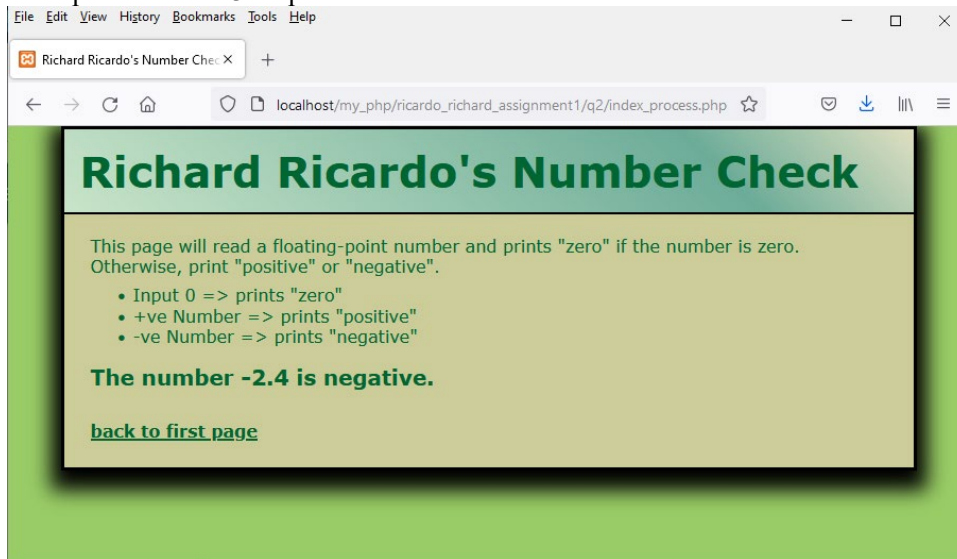 File Edit View History Bookmarks Tools Help
Richard Ricardo's Number Chec
localhost/my_php/ricardo_richard_assignment1/q2/index_process.php
Richard Ricardo's Number Check
This page will read a floating-point number and prints "zero" if the number is zero.
Otherwise, print "positive" or "negative".
• Input 0 => prints "zero"
• +ve Number => prints "positive"
• -ve Number => prints "negative"
The number -2.4 is negative.
back to first page